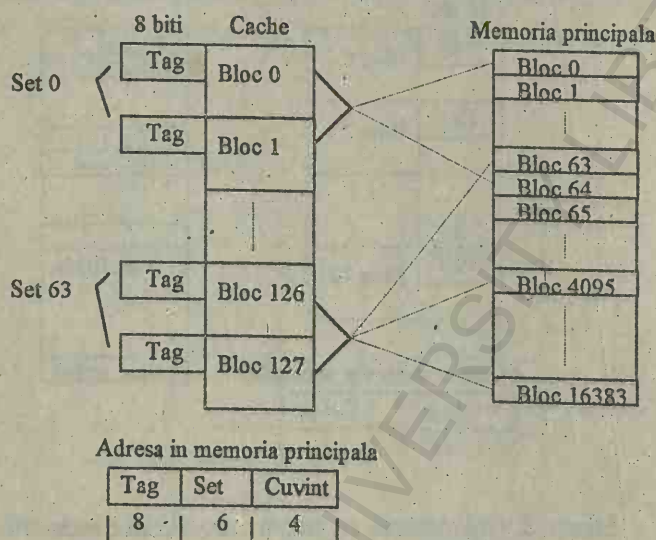 8 biti Cache Memoria principala
Set 0 Tag Bloc 0 Bloc 0
Bloc 1
Tag Bloc 1
Bloc 63
Bloc 64
Bloc 65
Set 63 Tag Bloc 126 Bloc 4095
Tag Bloc 127
Bloc 16383
Adresa in memoria principala
Tag Set Cuvint
8 6 4